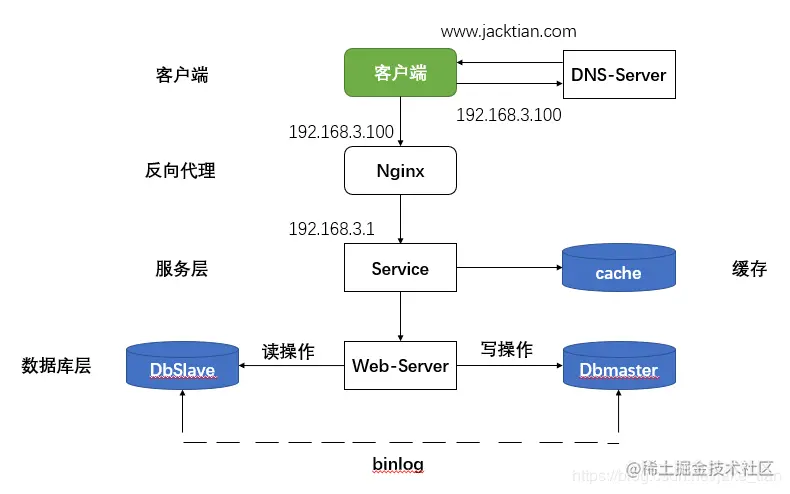 www.jacktian.com
客户端
客户端
DNS-Server
192.168.3.100
192.168.3.100
反向代理
Nginx
192.168.3.1
服务层
Service
cache
缓存
数据库层
DbSlave
读操作
Web-Server
写操作
Dbmaster
binlog
@稀土掘金技术社区